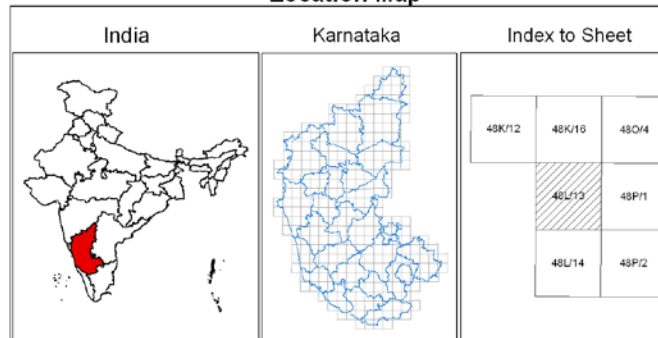 Location Map
India
Karnataka
Index to Sheet
48K/12
48K/16
48O/4
48L/13
48P/1
48L/14
48P/2